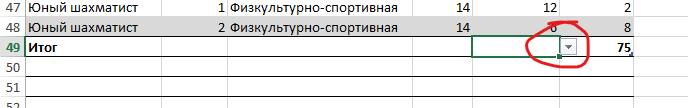 47 Юный шахматист 1 Физкультурно-спортивная 14 12 2
48 Юный шахматист 2 Физкультурно-спортивная 14 6 8
49 Итог 75
50
51
52